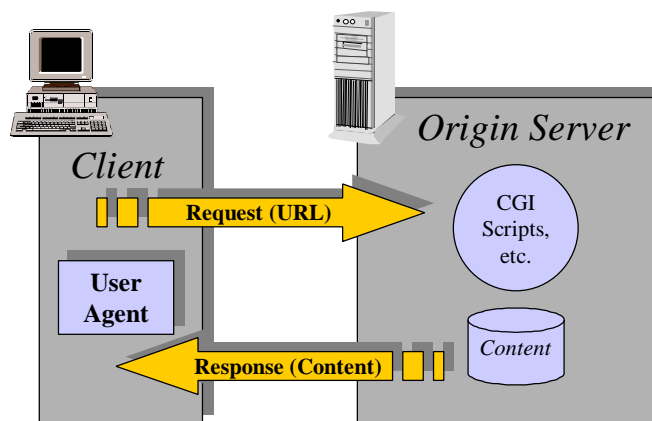 Client
Origin Server
Request (URL)
CGI
Scripts,
etc.
User
Agent
Response (Content)
Content